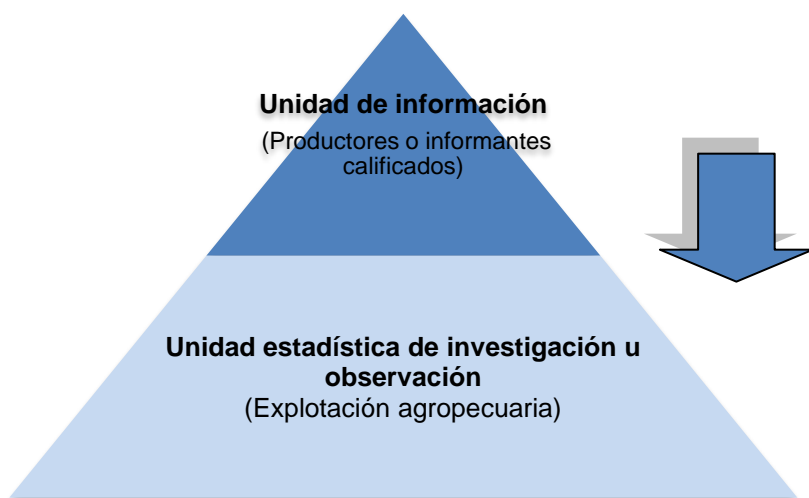 Unidad de información
(Productores o informantes
calificados)
Unidad estadística de investigación u
observación
(Explotación agropecuaria)